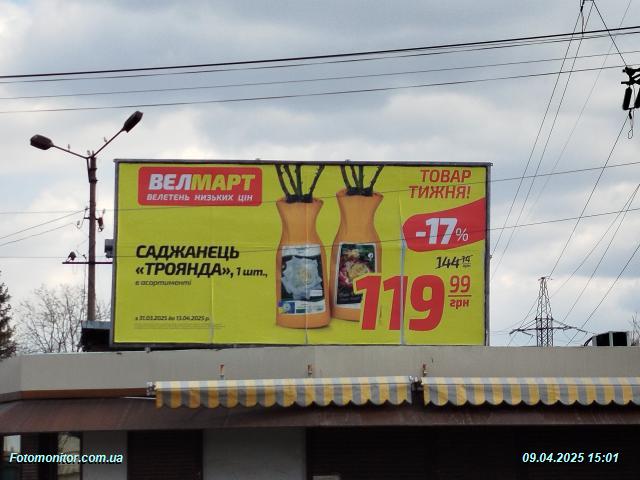 ВЕЛМАРТ
ВЕЛЕТЕНЬ НИЗЬКИХ ЦІН
ТОВАР
ТИЖНЯ!
-17%
САДЖАНЕЦЬ
«ТРОЯНДА», 1 шт.,
в асортименті
144
119 99
грн
з 31.03.2025 до 13.04.2025 р.
Fotomonitor.com.ua
09.04.2025 15:01